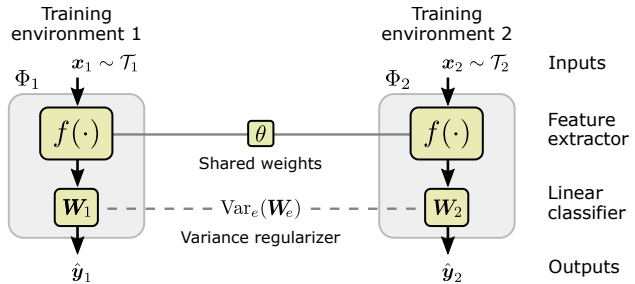 Training
environment 1
Training
environment 2
x₁ ∼ 𝒯₁
x₂ ∼ 𝒯₂
Inputs
Φ₁
Φ₂
f(·)
θ
f(·)
Feature
extractor
Shared weights
W₁
Varₑ(Wₑ)
W₂
Linear
classifier
Variance regularizer
ŷ₁
ŷ₂
Outputs